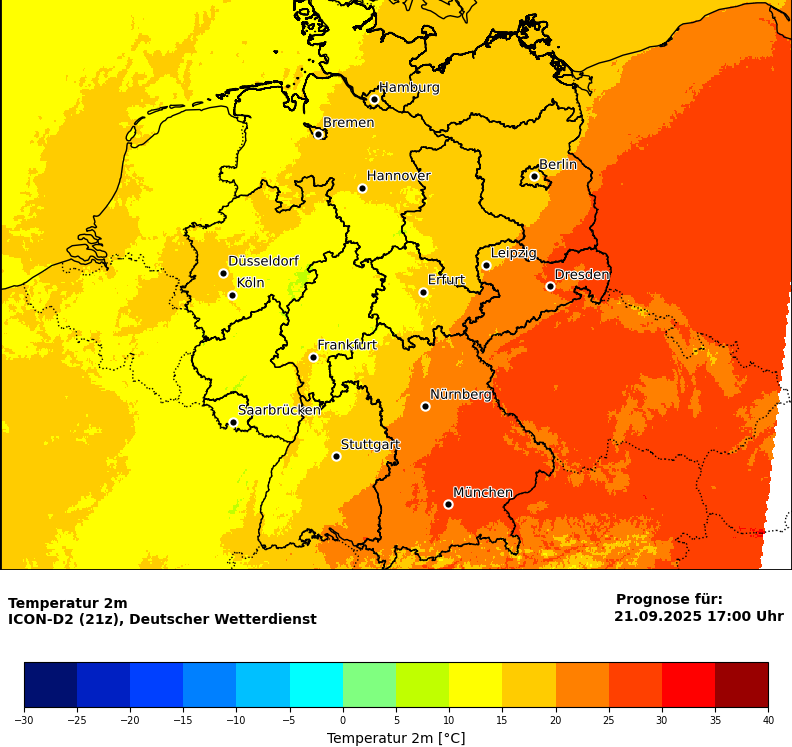 Hamburg
Bremen
Berlin
Hannover
Leipzig
Düsseldorf
Dresden
Köln
Erfurt
Frankfurt
Nürnberg
Saarbrücken
Stuttgart
München
Temperatur 2m
ICON-D2 (21z), Deutscher Wetterdienst
Prognose für:
21.09.2025 17:00 Uhr
−30 −25 −20 −15 −10 −5 0 5 10 15 20 25 30 35 40
Temperatur 2m [°C]